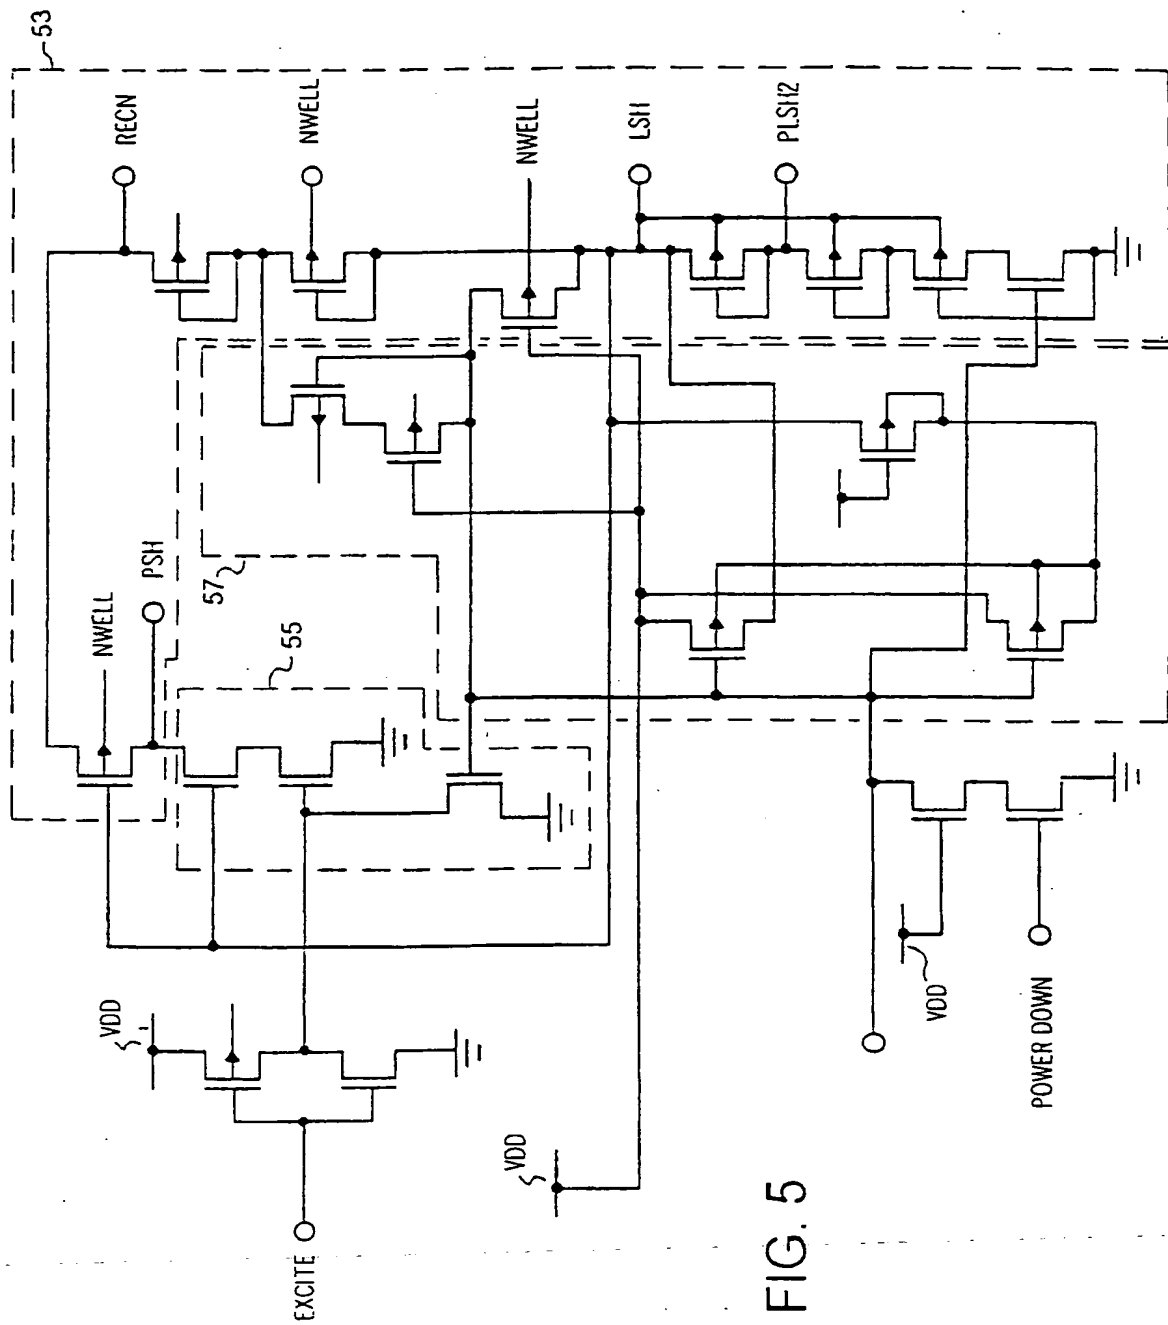 53
RECN
NWELL
NWELL
LSH
PLSH2
NWELL
PSH
57
55
VDD
VDD
VDD
EXCITE
POWER DOWN
FIG. 5